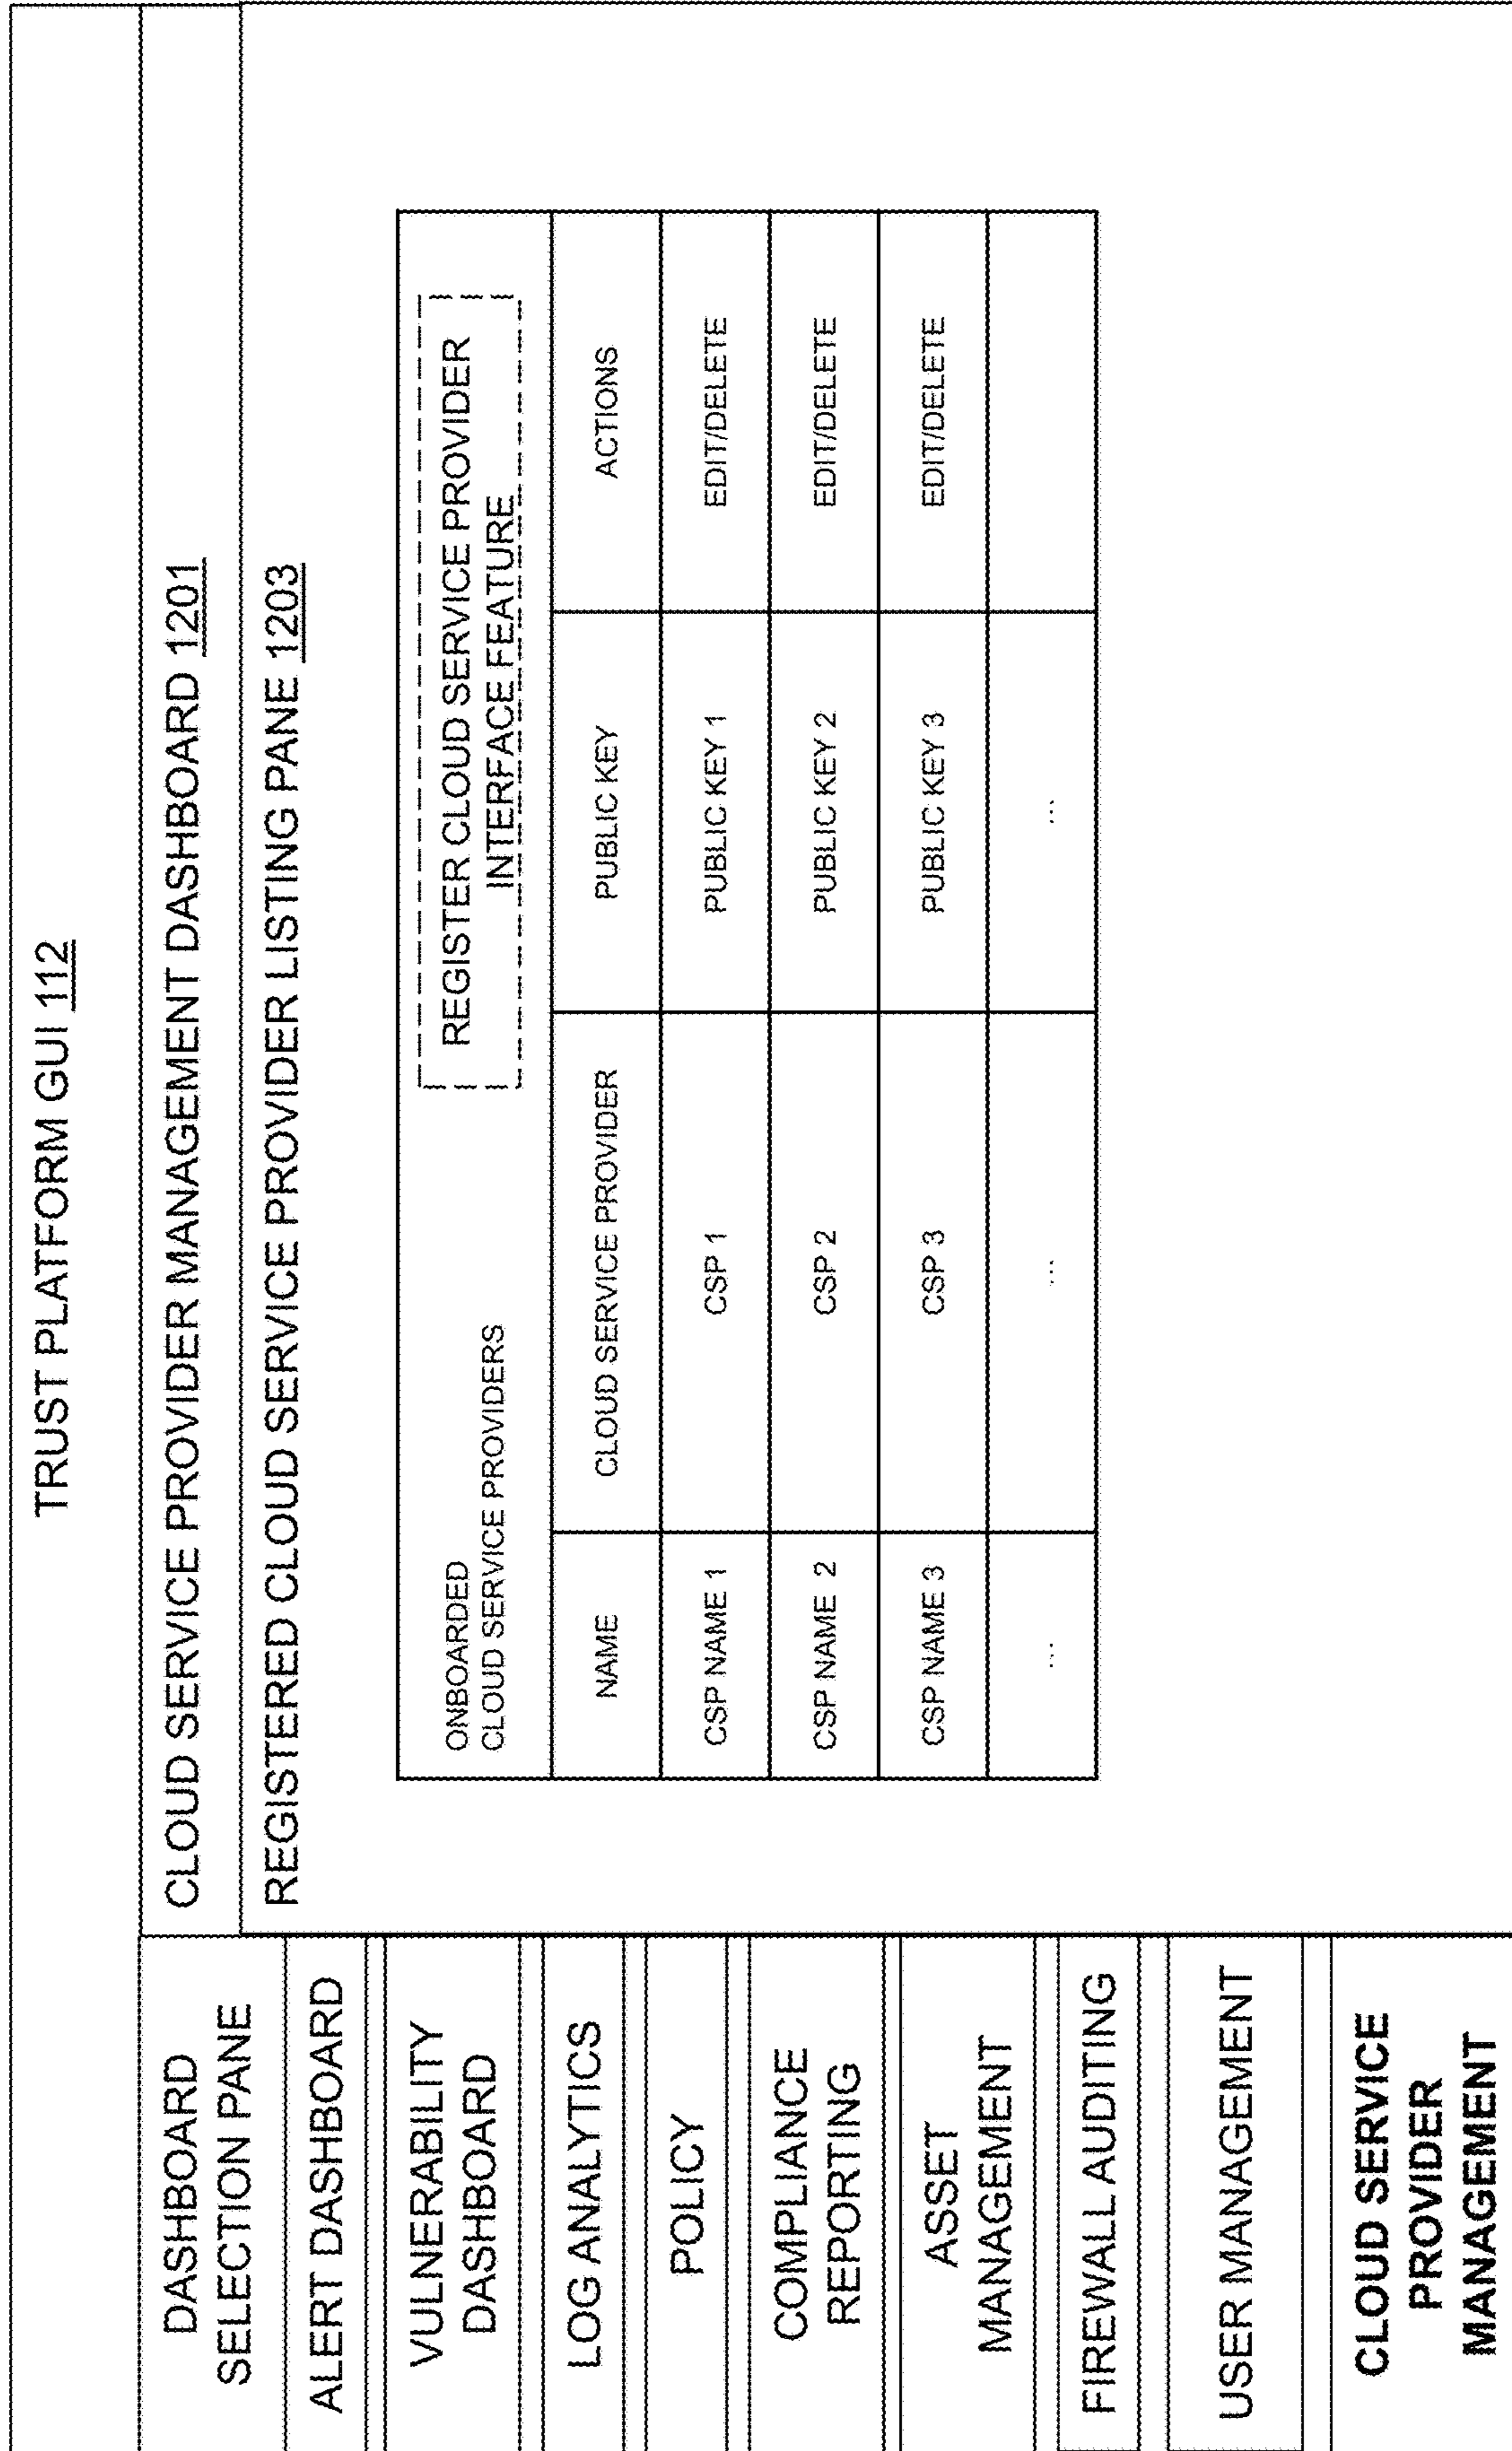 TRUST PLATFORM GUI 112
DASHBOARD
SELECTION PANE
ALERT DASHBOARD
VULNERABILITY
DASHBOARD
LOG ANALYTICS
POLICY
COMPLIANCE
REPORTING
ASSET
MANAGEMENT
FIREWALL AUDITING
USER MANAGEMENT
CLOUD SERVICE
PROVIDER
MANAGEMENT
CLOUD SERVICE PROVIDER MANAGEMENT DASHBOARD 1201
REGISTERED CLOUD SERVICE PROVIDER LISTING PANE 1203
ONBOARDED
CLOUD SERVICE PROVIDERS
REGISTER CLOUD SERVICE PROVIDER
INTERFACE FEATURE
NAME CLOUD SERVICE PROVIDER PUBLIC KEY ACTIONS
CSP NAME 1 CSP 1 PUBLIC KEY 1 EDIT/DELETE
CSP NAME 2 CSP 2 PUBLIC KEY 2 EDIT/DELETE
CSP NAME 3 CSP 3 PUBLIC KEY 3 EDIT/DELETE
... ... ...